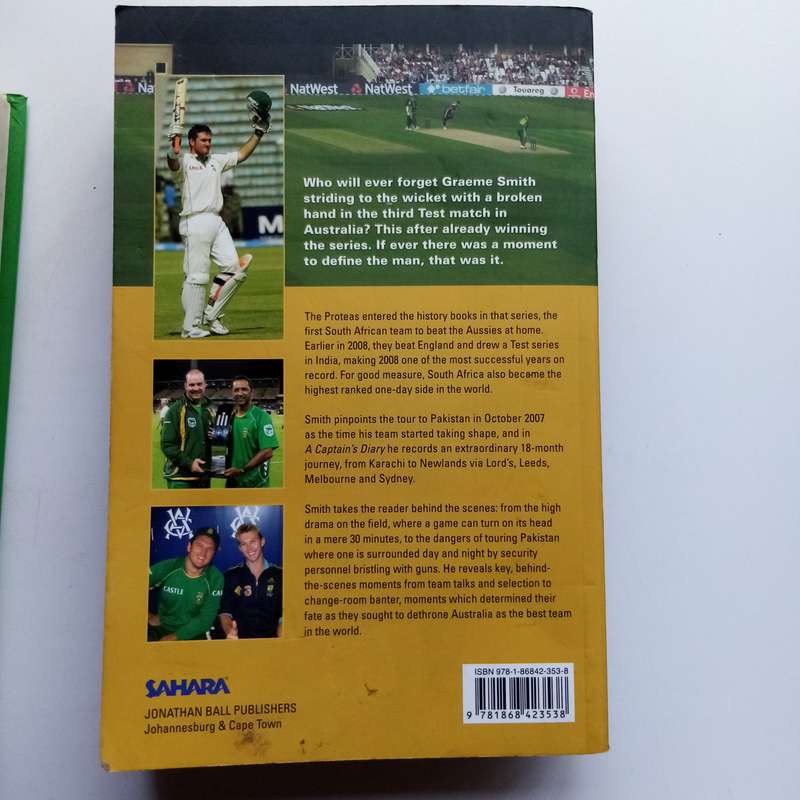 Na
NatWest
NatWest
betfair
Touareg
En
M
Who will ever forget Graeme Smith
striding to the wicket with a broken
hand in the third Test match in
Australia? This after already winning
the series. If ever there was a moment
to define the man, that was it.
The Proteas entered the history books in that series, the
first South African team to beat the Aussies at home.
Earlier in 2008, they beat England and drew a Test series
in India, making 2008 one of the most successful years on
record. For good measure, South Africa also became the
highest ranked one-day side in the world.
Smith pinpoints the tour to Pakistan in October 2007
as the time his team started taking shape, and in
A Captain's Diary he records an extraordinary 18-month
journey, from Karachi to Newlands via Lord's, Leeds,
Melbourne and Sydney.
CASTLE
CA
3
Smith takes the reader behind the scenes: from the high
drama on the field, where a game can turn on its head
in a mere 30 minutes, to the dangers of touring Pakistan
where one is surrounded day and night by security
personnel bristling with guns. He reveals key, behind-
the-scenes moments from team talks and selection to
change-room banter, moments which determined their
fate as they sought to dethrone Australia as the best team
in the world.
SAHARA
JONATHAN BALL PUBLISHERS
Johannesburg & Cape Town
ISBN 978-1-86842-353-8
9 781868 423538